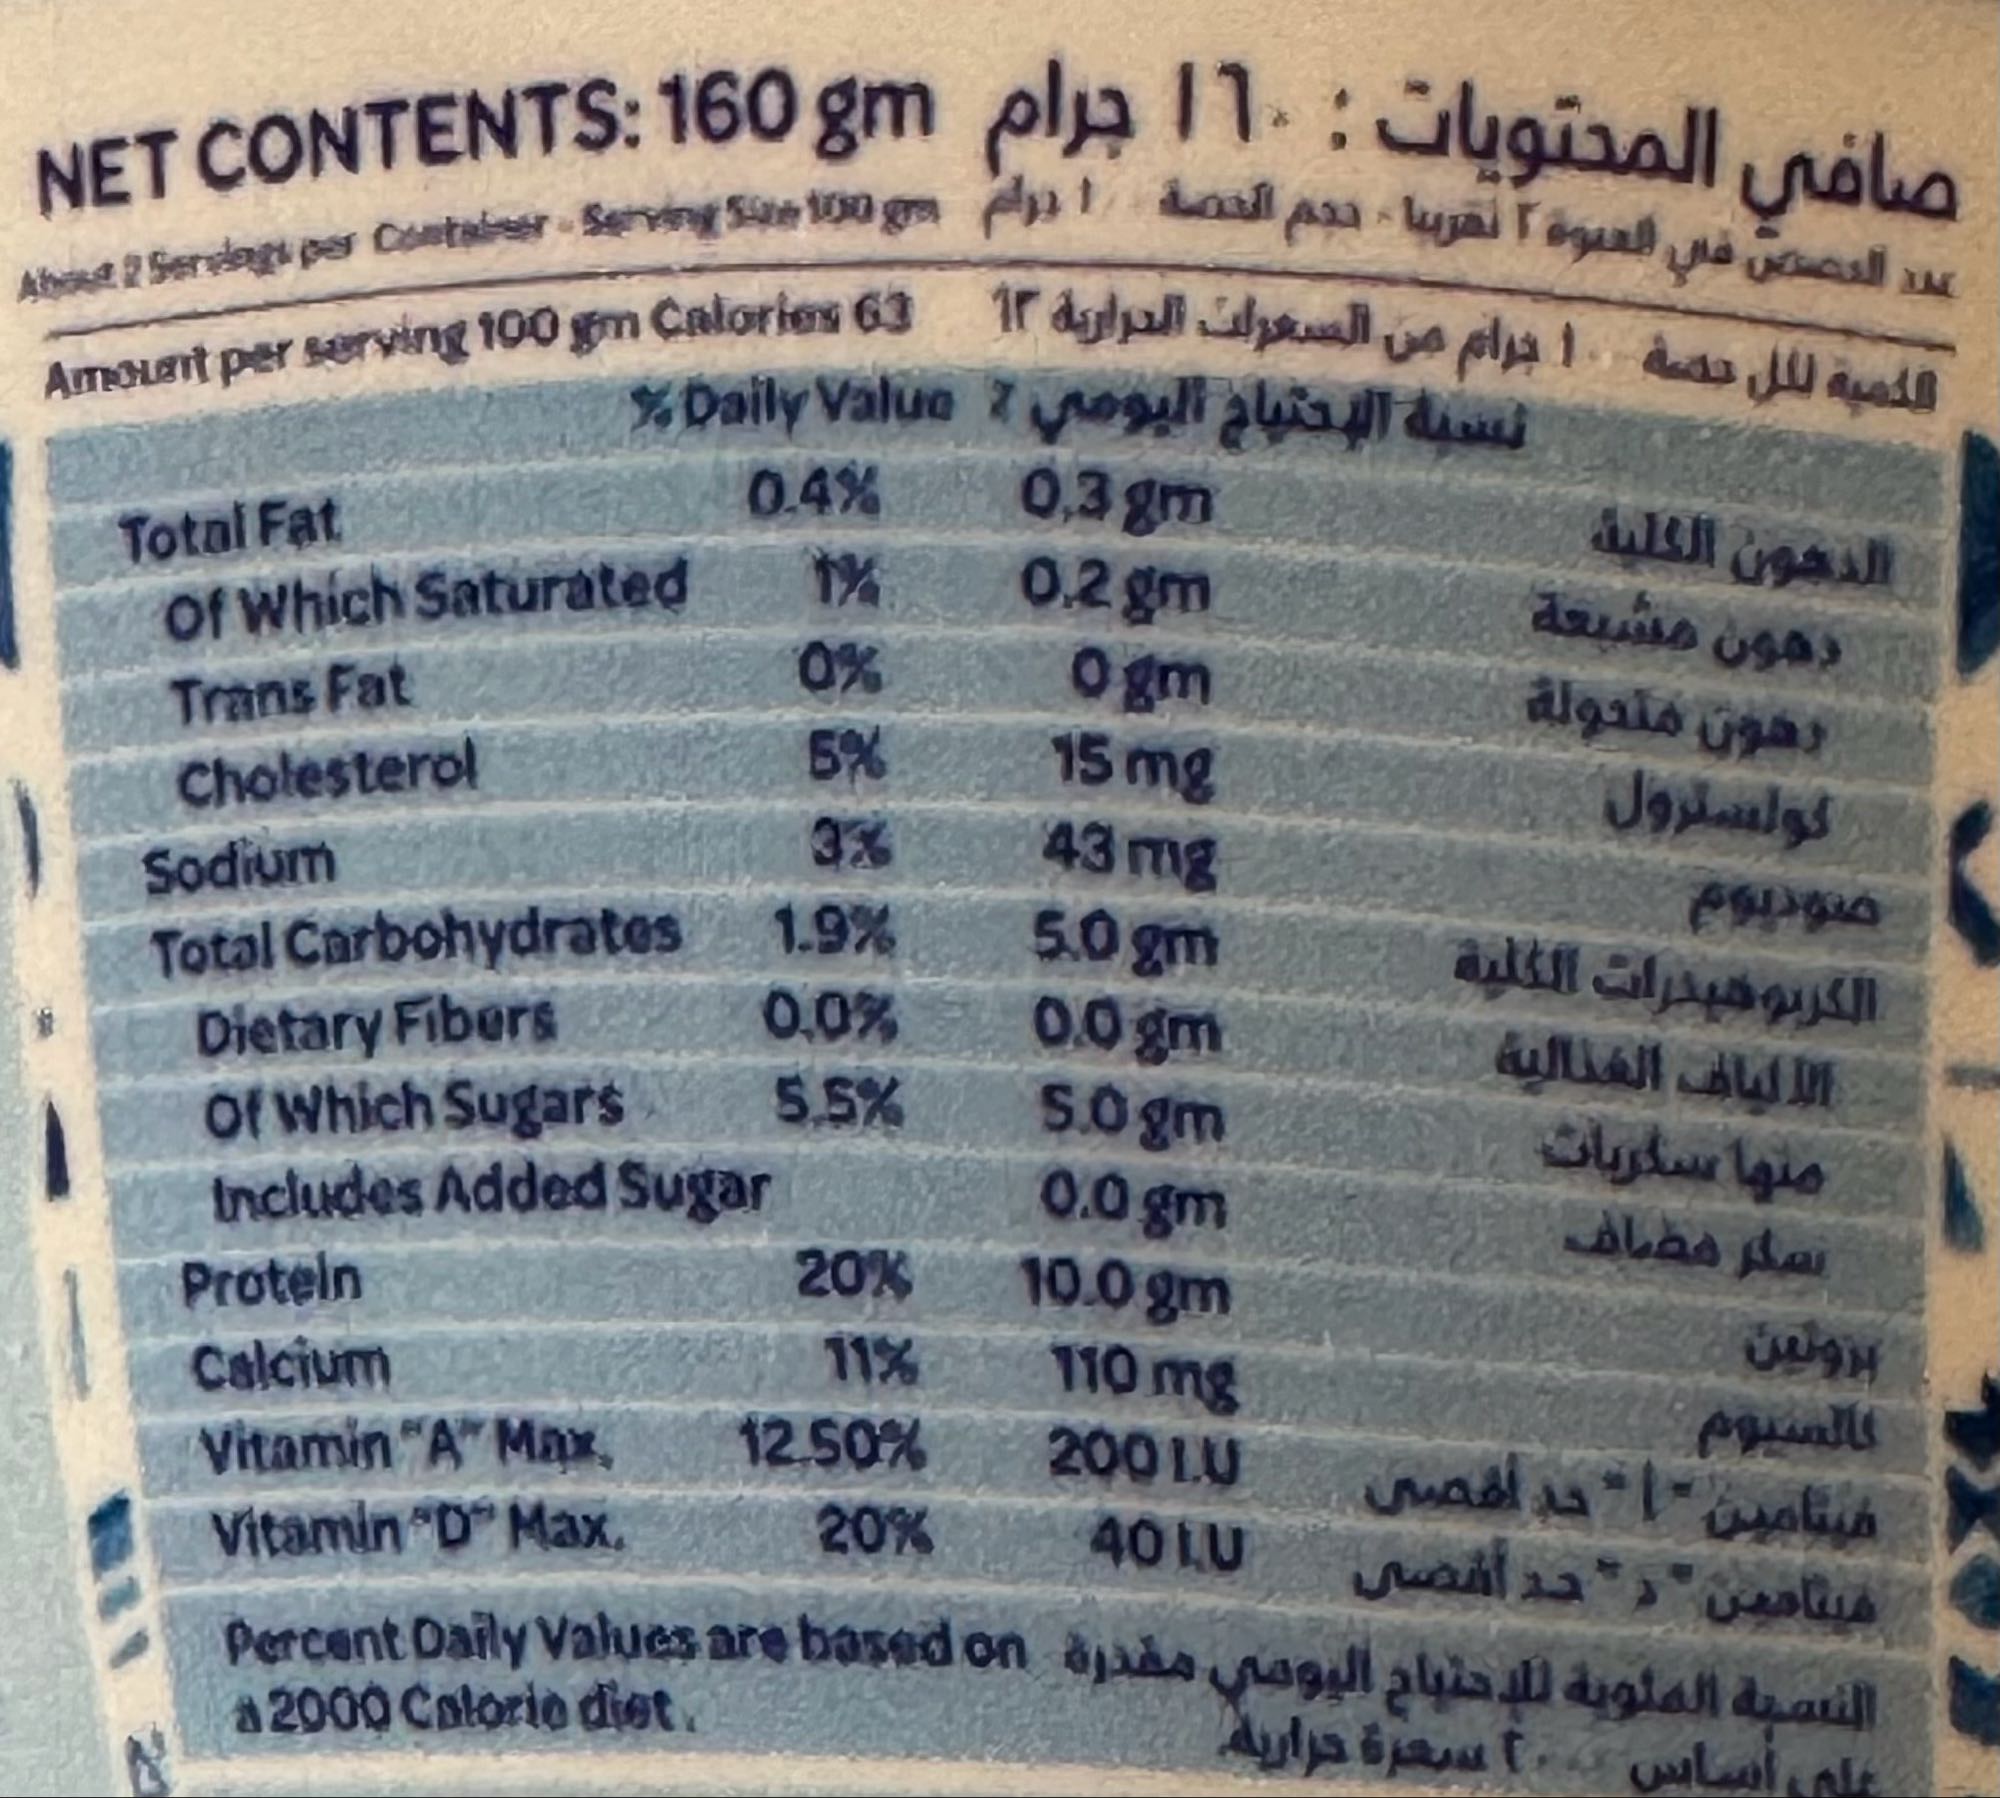 NET CONTENTS: 160 gm صافي المحتويات : ١٦٠ جرام
About 2 Servings per Container - Serving Size 100 gm عدد الحصص في العبوة ٢ تقريبا - حجم الحصة ١٠٠ جرام
Amount per serving 100 gm Calories 63 الكمية لكل حصة ١٠٠ جرام من السعرات الحرارية ٦٣
% Daily Value نسبة الإحتياج اليومي ٪
Total Fat 0.4% 0.3 gm الدهون الكلية
Of Which Saturated 1% 0.2 gm دهون مشبعة
Trans Fat 0% 0 gm دهون متحولة
Cholesterol 5% 15 mg كولسترول
Sodium 3% 43 mg صوديوم
Total Carbohydrates 1.9% 5.0 gm الكربوهيدرات الكلية
Dietary Fibers 0.0% 0.0 gm الألياف الغذائية
Of Which Sugars 5.5% 5.0 gm منها سكريات
Includes Added Sugar 0.0 gm سكر مضاف
Protein 20% 10.0 gm بروتين
Calcium 11% 110 mg كالسيوم
Vitamin "A" Max. 12.50% 200 I.U فيتامين "أ" حد أقصى
Vitamin "D" Max. 20% 40 I.U فيتامين "د" حد أقصى
Percent Daily Values are based on النسبة المئوية للإحتياج اليومي مقدرة
a 2000 Calorie diet. على أساس ٢٠٠٠ سعرة حرارية